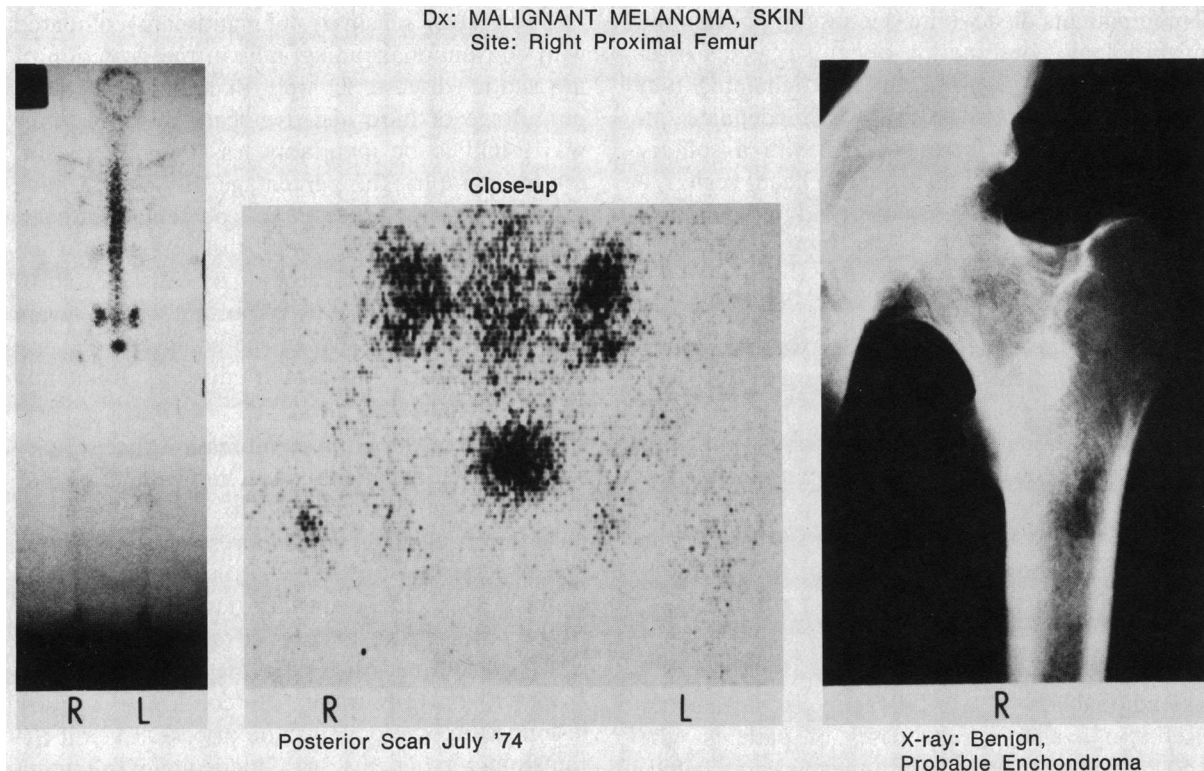 Dx: MALIGNANT MELANOMA, SKIN
Site: Right Proximal Femur
Close-up
R L
R L
R
Posterior Scan July '74
X-ray: Benign,
Probable Enchondroma